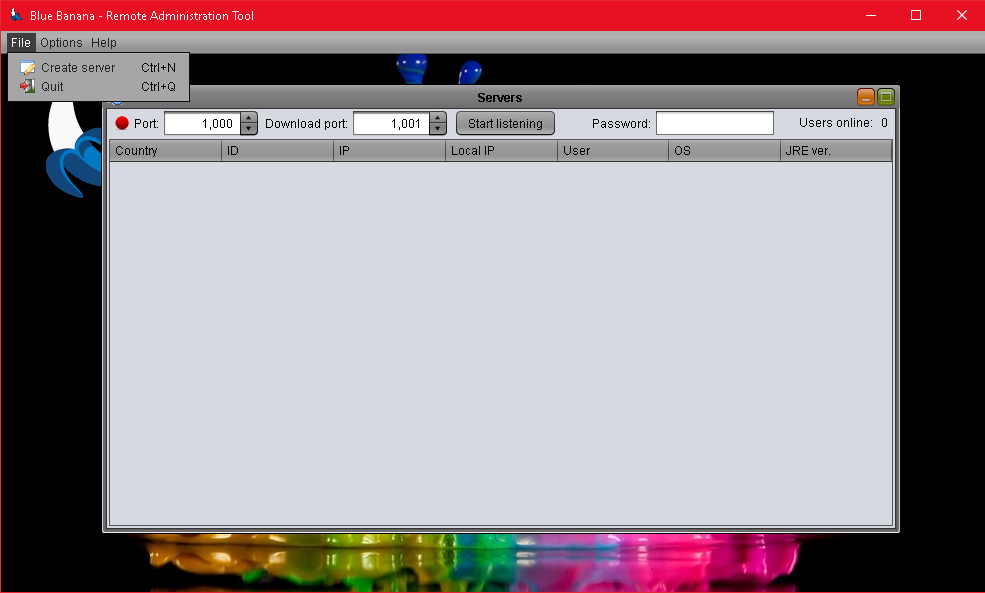 Blue Banana - Remote Administration Tool
File Options Help
Create server Ctrl+N
Quit Ctrl+Q
Servers
Port: 1,000 Download port: 1,001 Start listening Password: Users online: 0
Country ID IP Local IP User OS JRE ver.